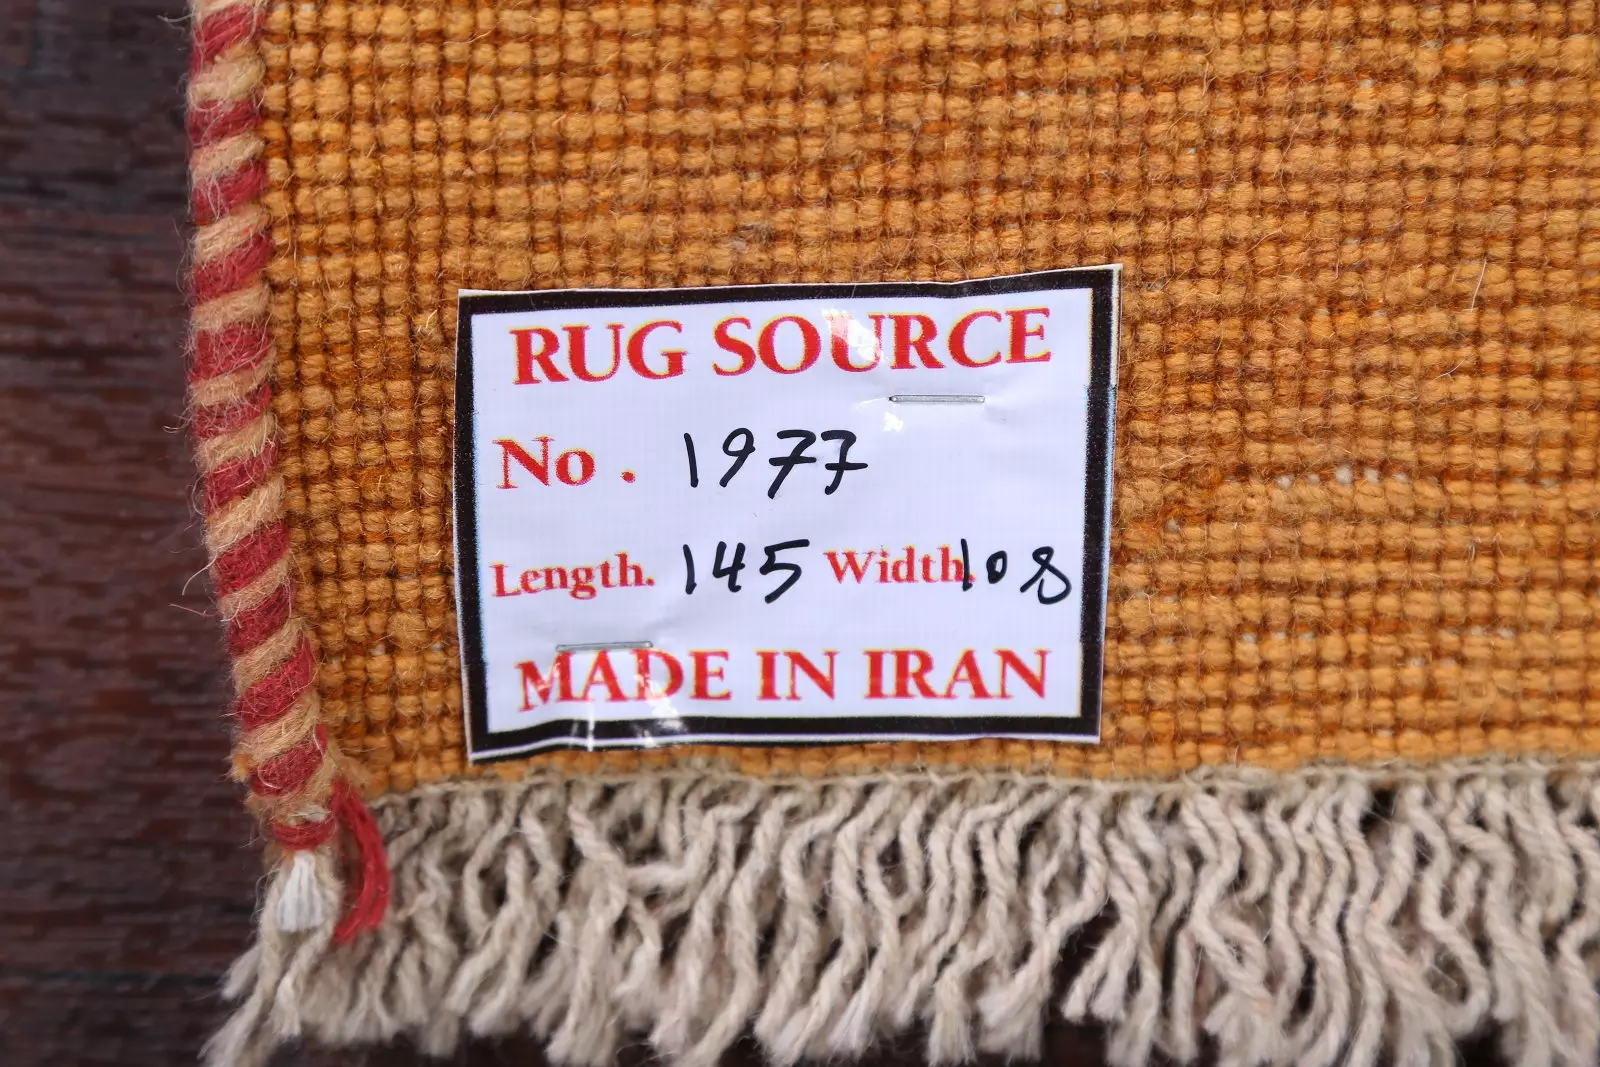 RUG SOURCE
No. 1977
Length. 145 Width. 108
MADE IN IRAN